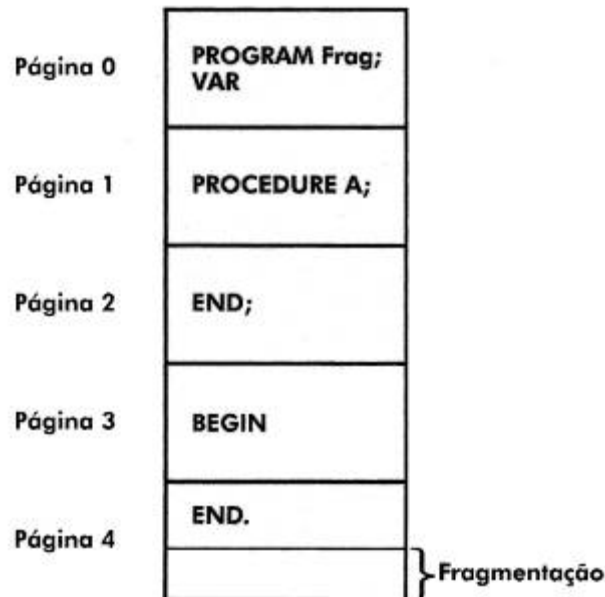 Página 0
PROGRAM Frag;
VAR
Página 1
PROCEDURE A;
Página 2
END;
Página 3
BEGIN
Página 4
END.
Fragmentação